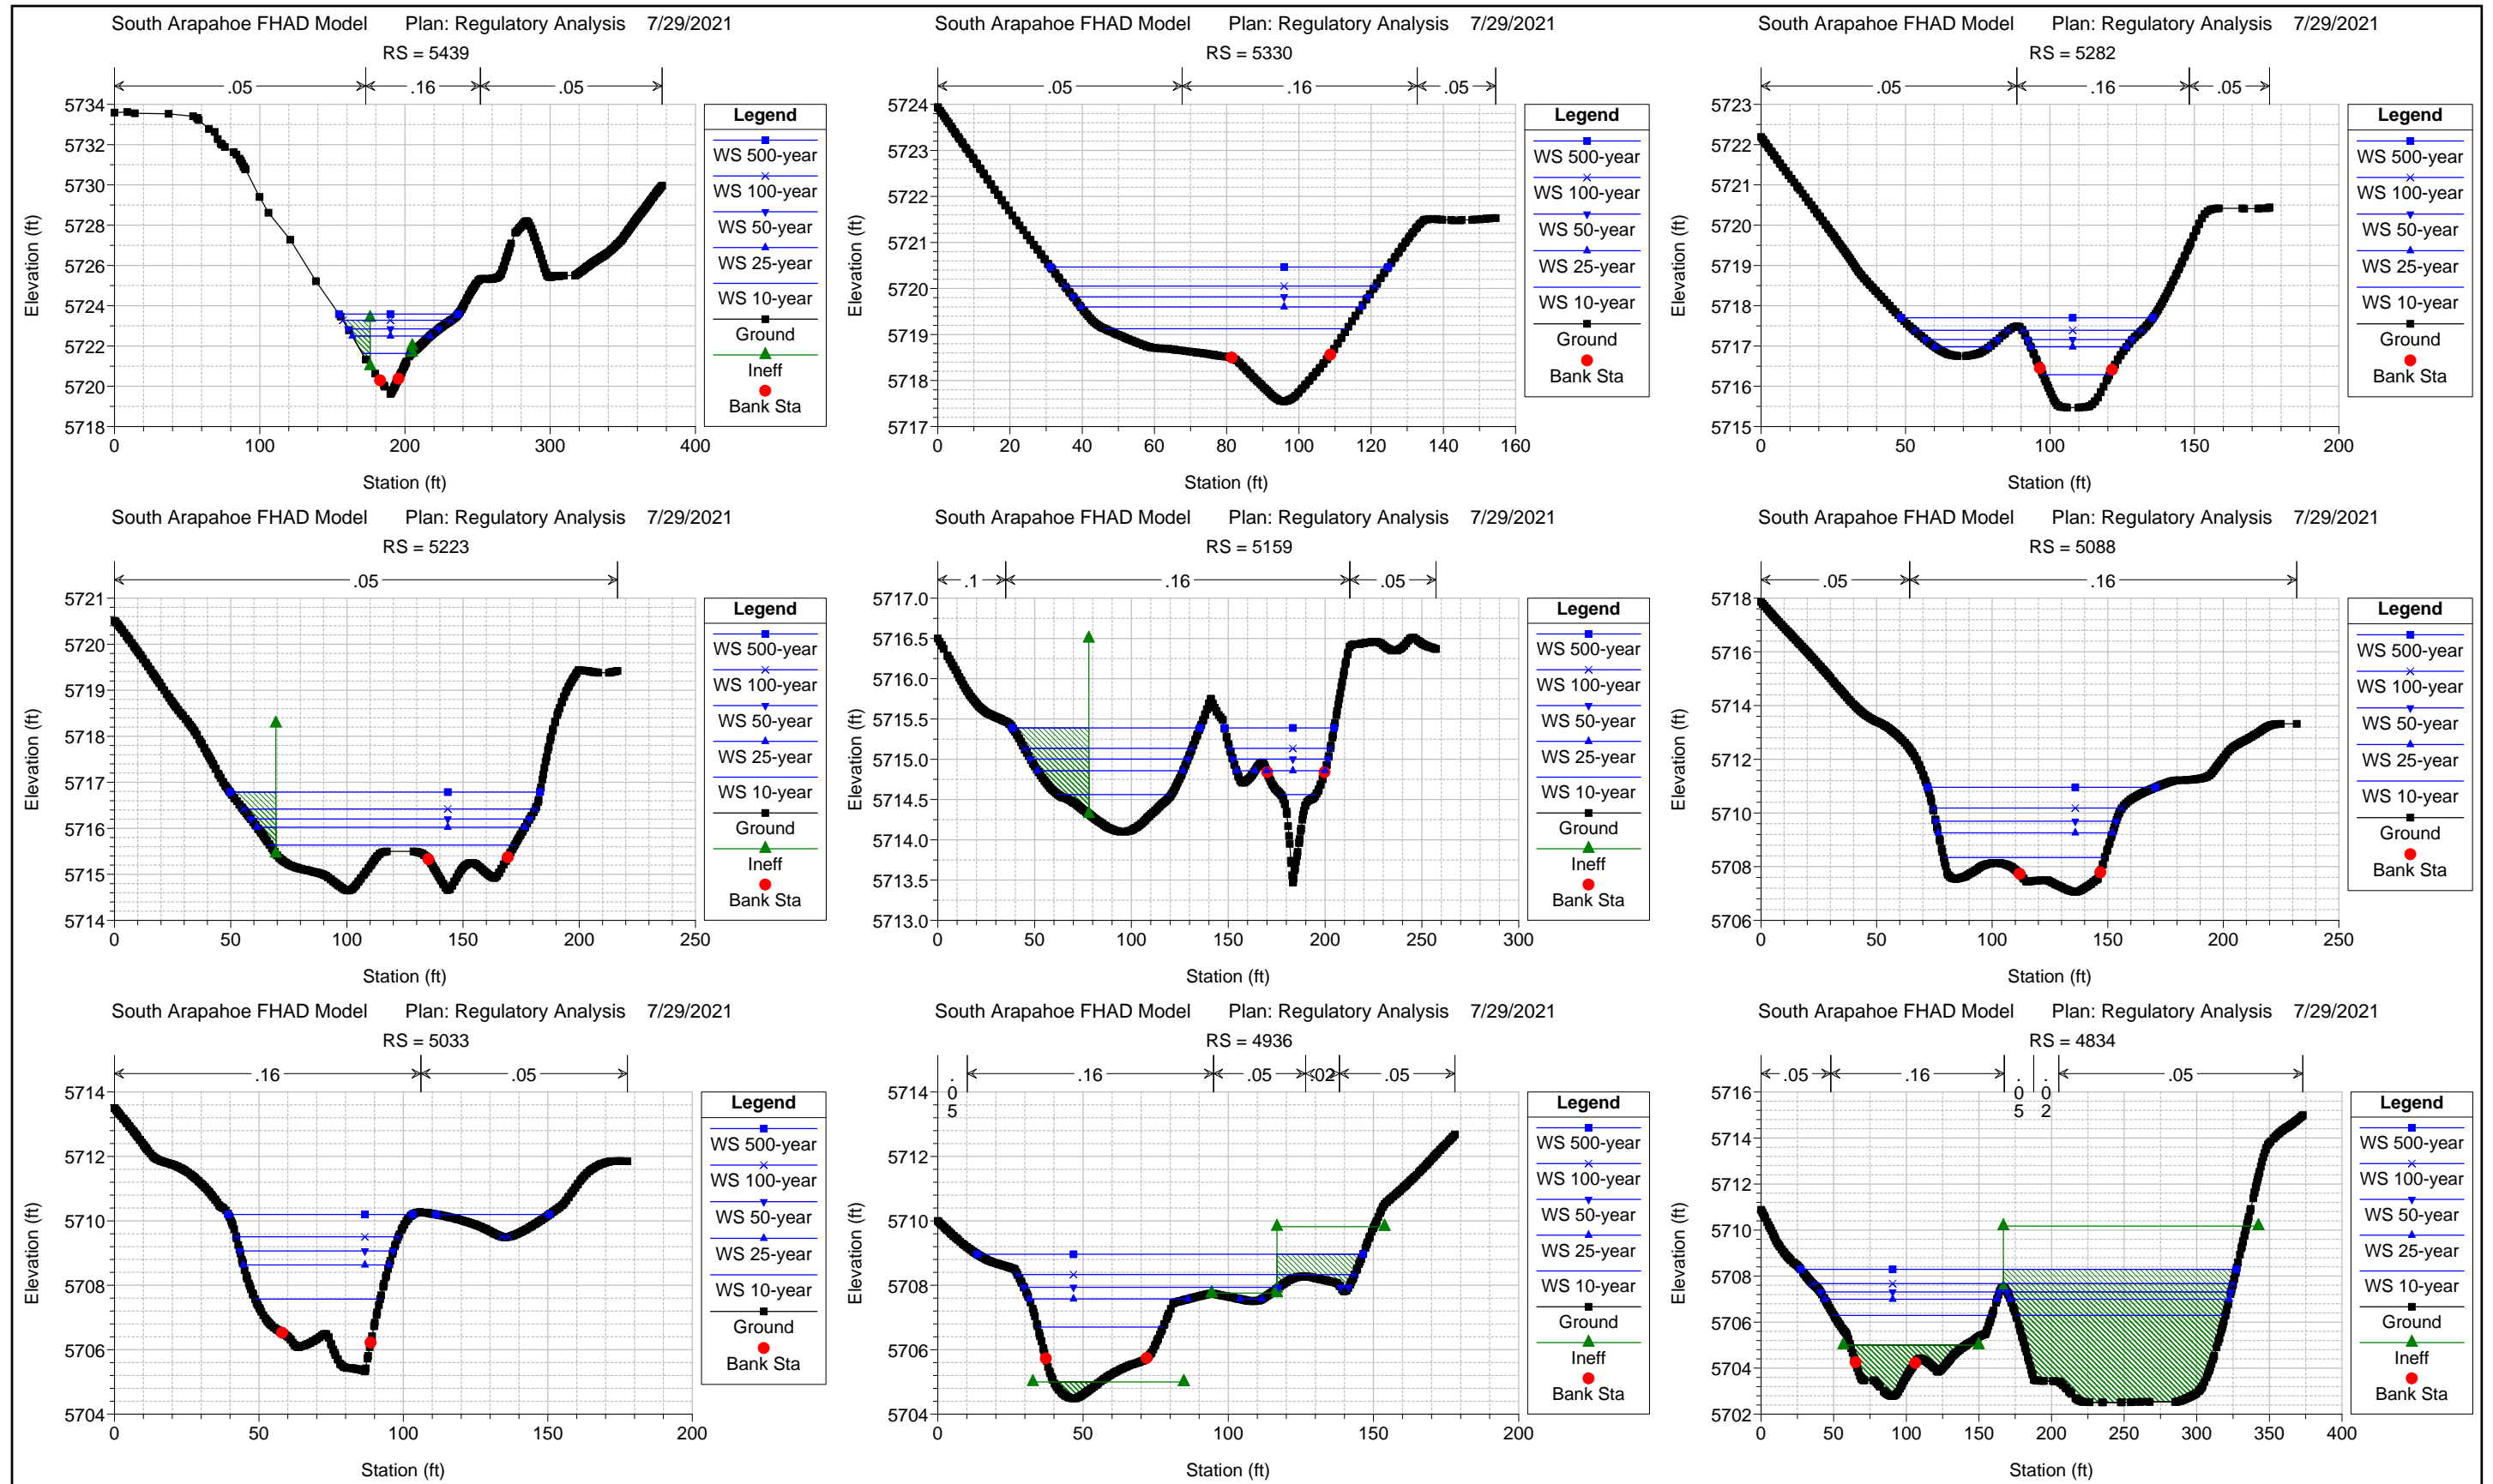 South Arapahoe FHAD Model Plan: Regulatory Analysis 7/29/2021
RS = 5439
.05 .16 .05
5734
5732
5730
5728
5726
5724
5722
5720
5718
0 100 200 300 400
Station (ft)
Elevation (ft)
Legend
WS 500-year
WS 100-year
WS 50-year
WS 25-year
WS 10-year
Ground
Ineff
Bank Sta
South Arapahoe FHAD Model Plan: Regulatory Analysis 7/29/2021
RS = 5330
.05 .16 .05
5724
5723
5722
5721
5720
5719
5718
5717
0 20 40 60 80 100 120 140 160
Station (ft)
Elevation (ft)
Legend
WS 500-year
WS 100-year
WS 50-year
WS 25-year
WS 10-year
Ground
Bank Sta
South Arapahoe FHAD Model Plan: Regulatory Analysis 7/29/2021
RS = 5282
.05 .16 .05
5723
5722
5721
5720
5719
5718
5717
5716
5715
0 50 100 150 200
Station (ft)
Elevation (ft)
Legend
WS 500-year
WS 100-year
WS 50-year
WS 25-year
WS 10-year
Ground
Bank Sta
South Arapahoe FHAD Model Plan: Regulatory Analysis 7/29/2021
RS = 5223
.05
5721
5720
5719
5718
5717
5716
5715
5714
0 50 100 150 200 250
Station (ft)
Elevation (ft)
Legend
WS 500-year
WS 100-year
WS 50-year
WS 25-year
WS 10-year
Ground
Ineff
Bank Sta
South Arapahoe FHAD Model Plan: Regulatory Analysis 7/29/2021
RS = 5159
.1 .16 .05
5717.0
5716.5
5716.0
5715.5
5715.0
5714.5
5714.0
5713.5
5713.0
0 50 100 150 200 250 300
Station (ft)
Elevation (ft)
Legend
WS 500-year
WS 100-year
WS 50-year
WS 25-year
WS 10-year
Ground
Ineff
Bank Sta
South Arapahoe FHAD Model Plan: Regulatory Analysis 7/29/2021
RS = 5088
.05 .16
5718
5716
5714
5712
5710
5708
5706
0 50 100 150 200 250
Station (ft)
Elevation (ft)
Legend
WS 500-year
WS 100-year
WS 50-year
WS 25-year
WS 10-year
Ground
Bank Sta
South Arapahoe FHAD Model Plan: Regulatory Analysis 7/29/2021
RS = 5033
.16 .05
5714
5712
5710
5708
5706
5704
0 50 100 150 200
Station (ft)
Elevation (ft)
Legend
WS 500-year
WS 100-year
WS 50-year
WS 25-year
WS 10-year
Ground
Bank Sta
South Arapahoe FHAD Model Plan: Regulatory Analysis 7/29/2021
RS = 4936
.05 .16 .05 .02 .05
5714
5712
5710
5708
5706
5704
0 50 100 150 200
Station (ft)
Elevation (ft)
Legend
WS 500-year
WS 100-year
WS 50-year
WS 25-year
WS 10-year
Ground
Ineff
Bank Sta
South Arapahoe FHAD Model Plan: Regulatory Analysis 7/29/2021
RS = 4834
.05 .16 .05 .02 .05
5716
5714
5712
5710
5708
5706
5704
5702
0 50 100 150 200 250 300 350 400
Station (ft)
Elevation (ft)
Legend
WS 500-year
WS 100-year
WS 50-year
WS 25-year
WS 10-year
Ground
Ineff
Bank Sta